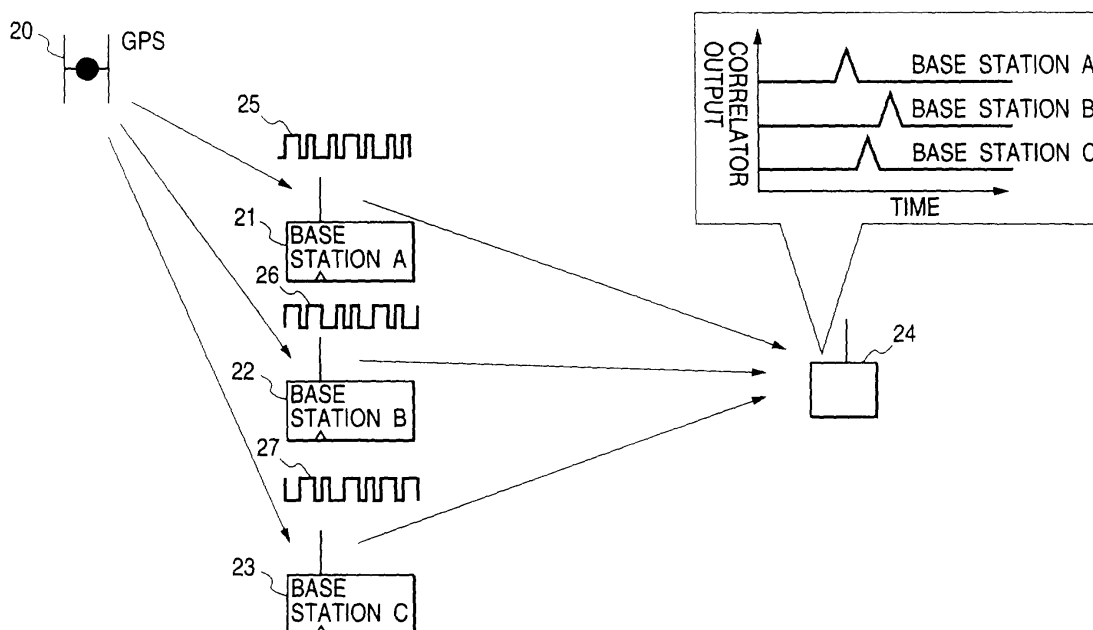 20
GPS
25
21
BASE
STATION A
26
22
BASE
STATION B
27
23
BASE
STATION C
CORRELATOR
OUTPUT
BASE STATION A
BASE STATION B
BASE STATION C
TIME
24